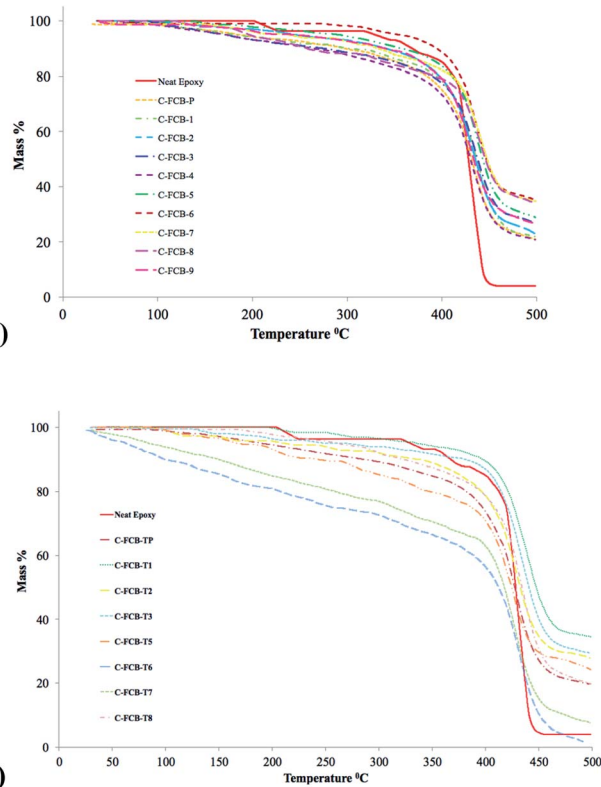 100
80
60
40
20
0
Mass %
Neat Epoxy
C-FCB-P
C-FCB-1
C-FCB-2
C-FCB-3
C-FCB-4
C-FCB-5
C-FCB-6
C-FCB-7
C-FCB-8
C-FCB-9
0 100 200 300 400 500
Temperature ⁰C
)
100
80
60
40
20
0
Mass %
Neat Epoxy
C-FCB-TP
C-FCB-T1
C-FCB-T2
C-FCB-T3
C-FCB-T5
C-FCB-T6
C-FCB-T7
C-FCB-T8
0 50 100 150 200 250 300 350 400 450 500
Temperature ⁰C
)